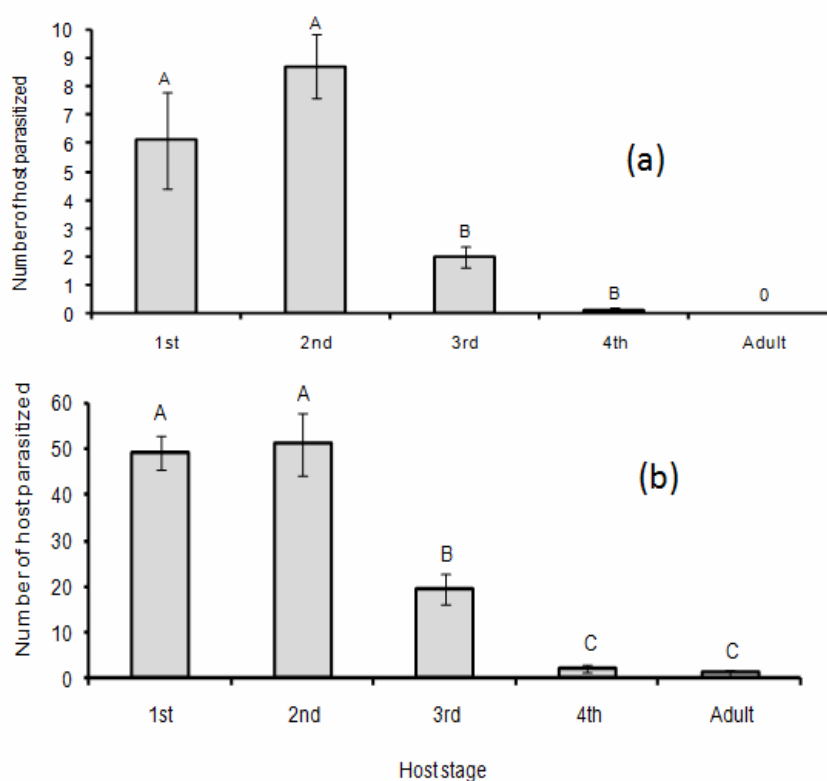 Number of host parasitized
10
9
8
7
6
5
4
3
2
1
0
A
A
B
B
0
(a)
1st 2nd 3rd 4th Adult
Number of host parasitized
60
50
40
30
20
10
0
A
A
B
C
C
(b)
1st 2nd 3rd 4th Adult
Host stage